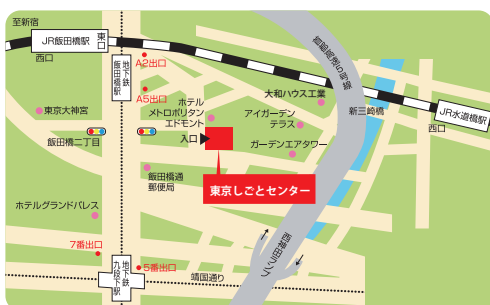 至新宿
JR飯田橋駅
東口
西口
地下鉄
飯田橋駅
A2出口
A5出口
首都高速5号線
大和ハウス工業
新三崎橋
JR水道橋駅
西口
東京大神宮
ホテル
メトロポリタン
エドモント
アイガーデン
テラス
飯田橋二丁目
入口
ガーデンエアタワー
飯田橋通
郵便局
東京しごとセンター
ホテルグランドパレス
西神田ランプ
7番出口
地下鉄
九段下駅
5番出口
靖国通り